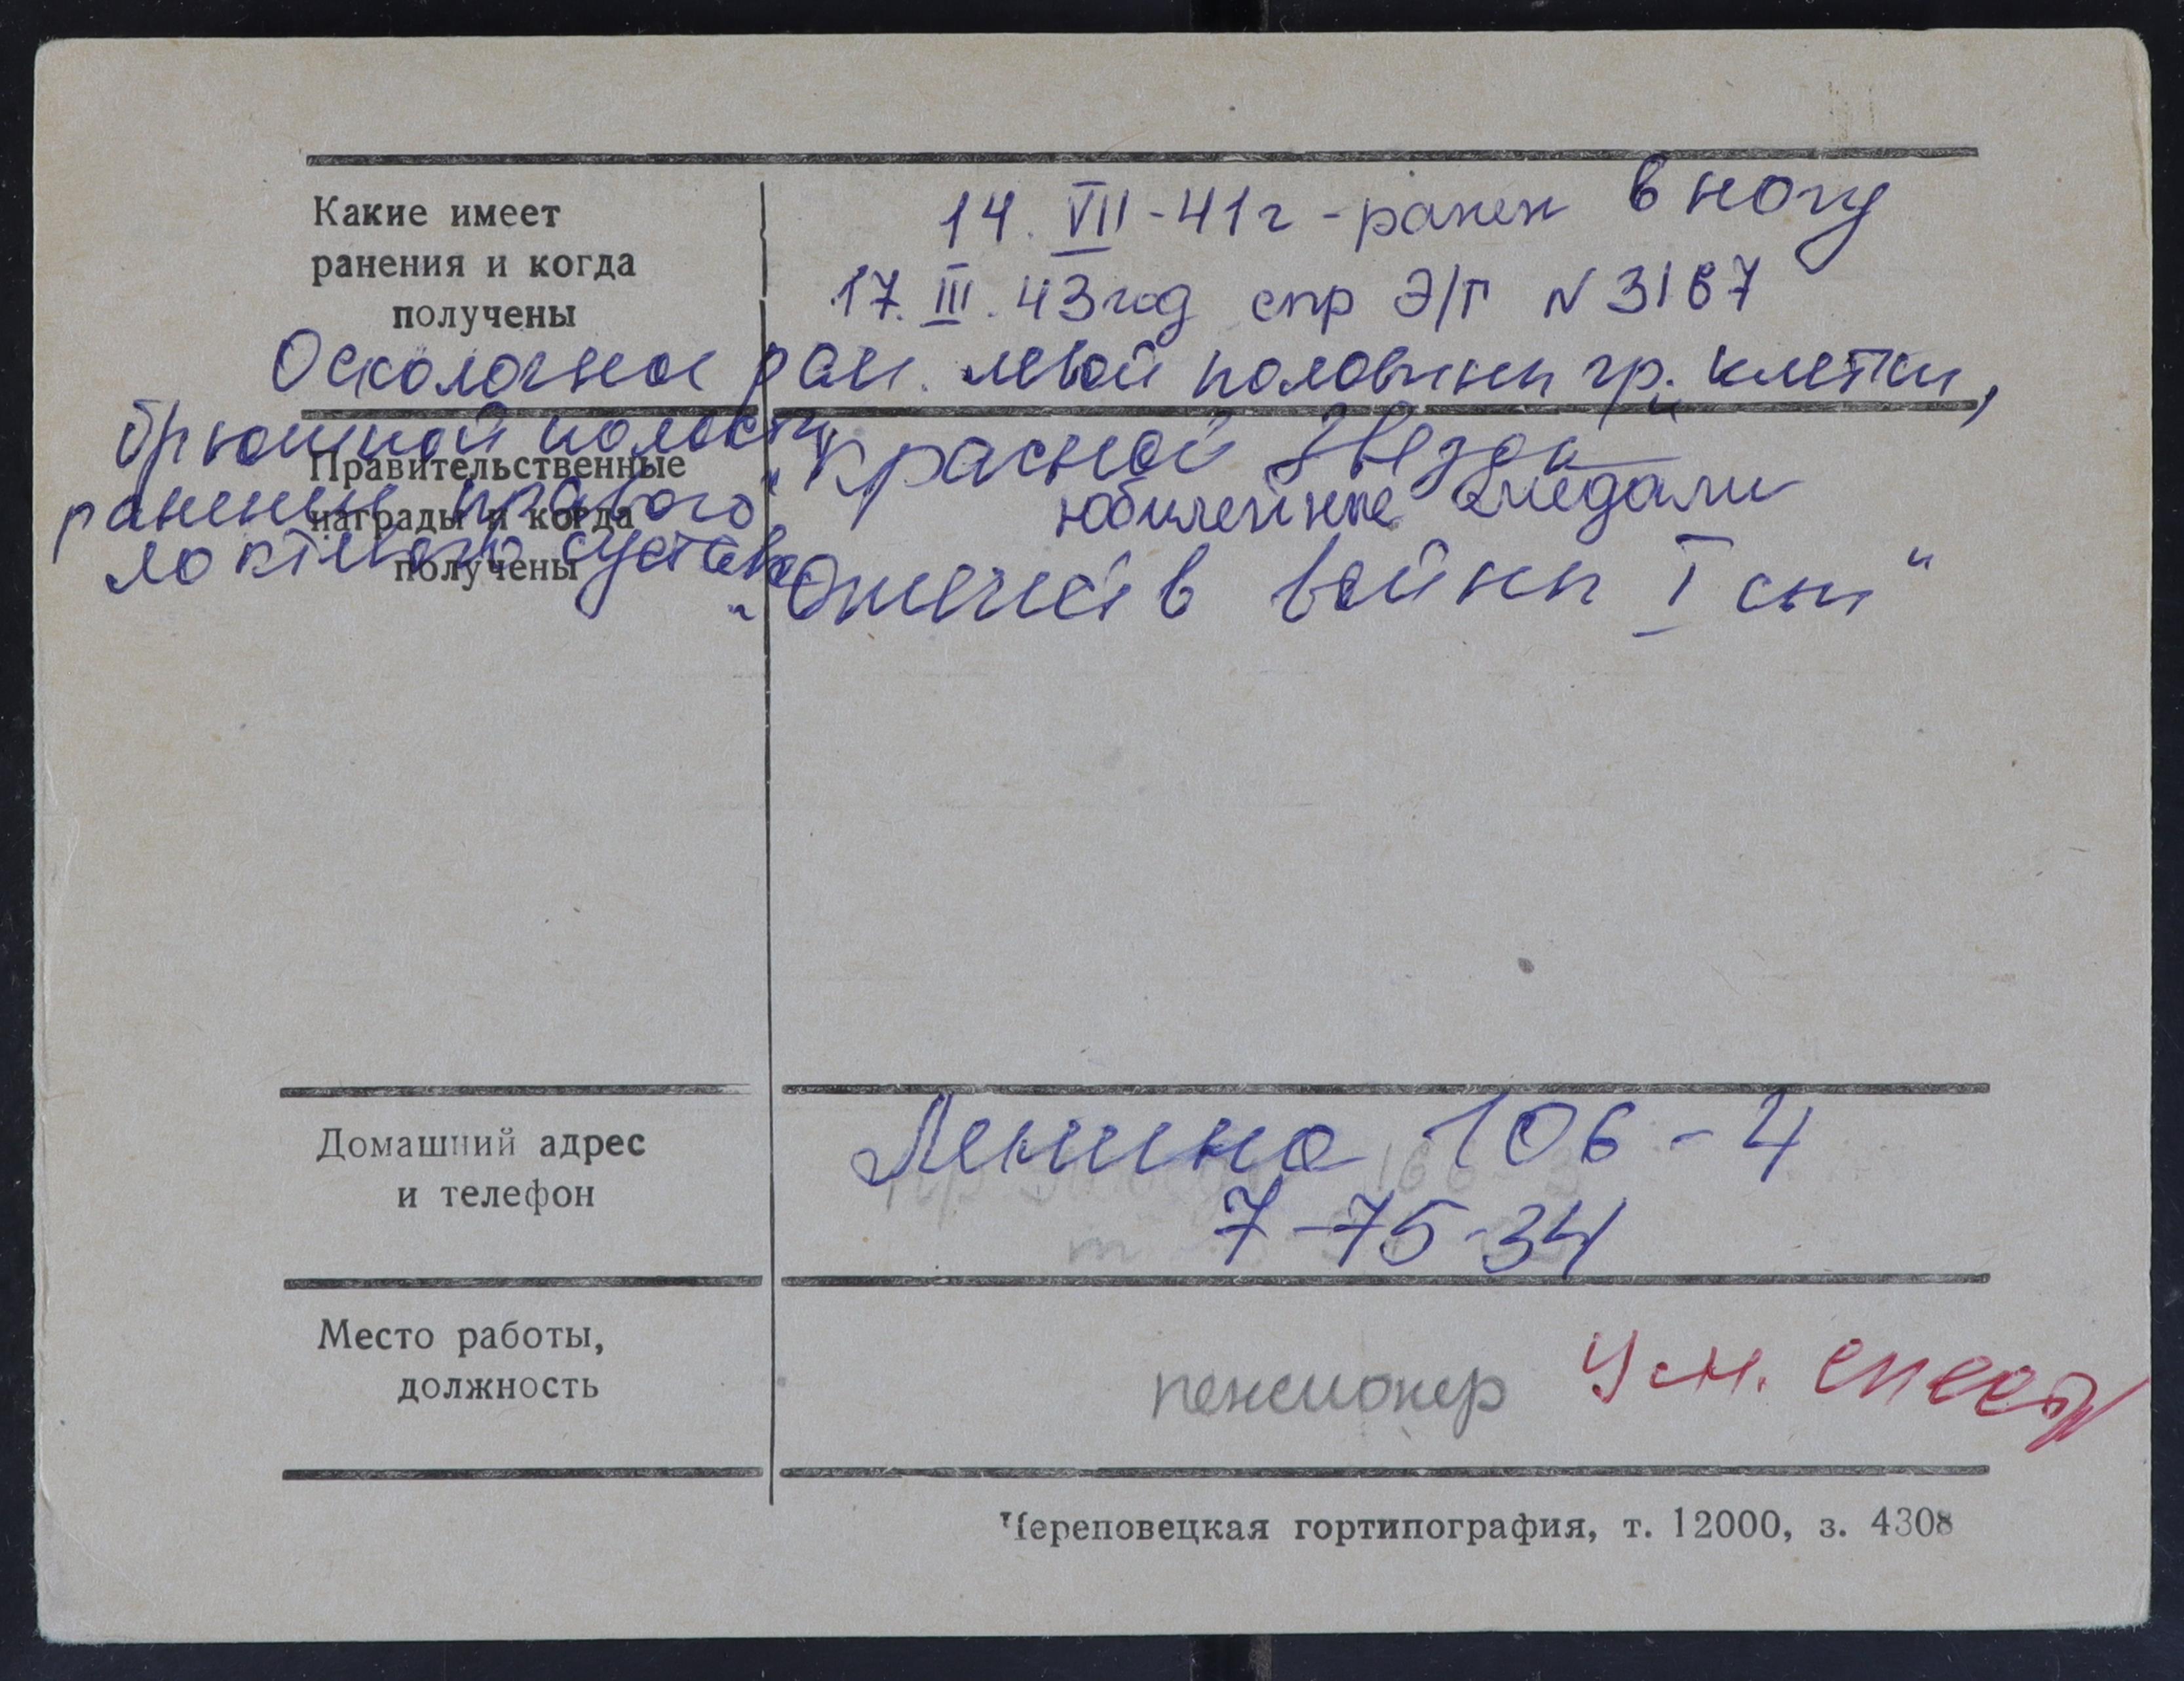 Какие имеет
ранения и когда
получены
14. VII-41г - ранен в ногу
17. III. 43год спр Э/Г N 3187
Осколочное ран. левой половины гр. клетки,
брюшной полости
ранение правого
локтевого сустава
Правительственные
награды и когда
получены
"Красной Звезды"
юбилейные медали
"Отечеств войны I ст"
Домашний адрес
и телефон
Ленина 106-4
7-75-34
Место работы,
должность
пенсионер
Череповецкая гортипография, т. 12000, з. 4308